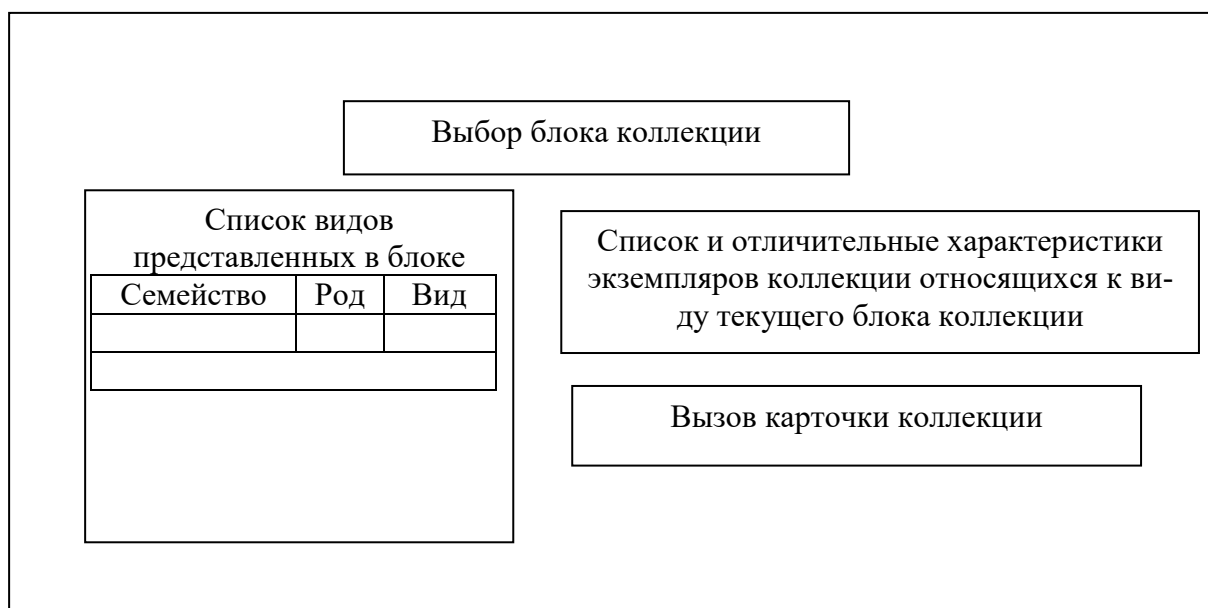 Выбор блока коллекции
Список видов
представленных в блоке
Семейство Род Вид
Список и отличительные характеристики
экземпляров коллекции относящихся к ви-
ду текущего блока коллекции
Вызов карточки коллекции